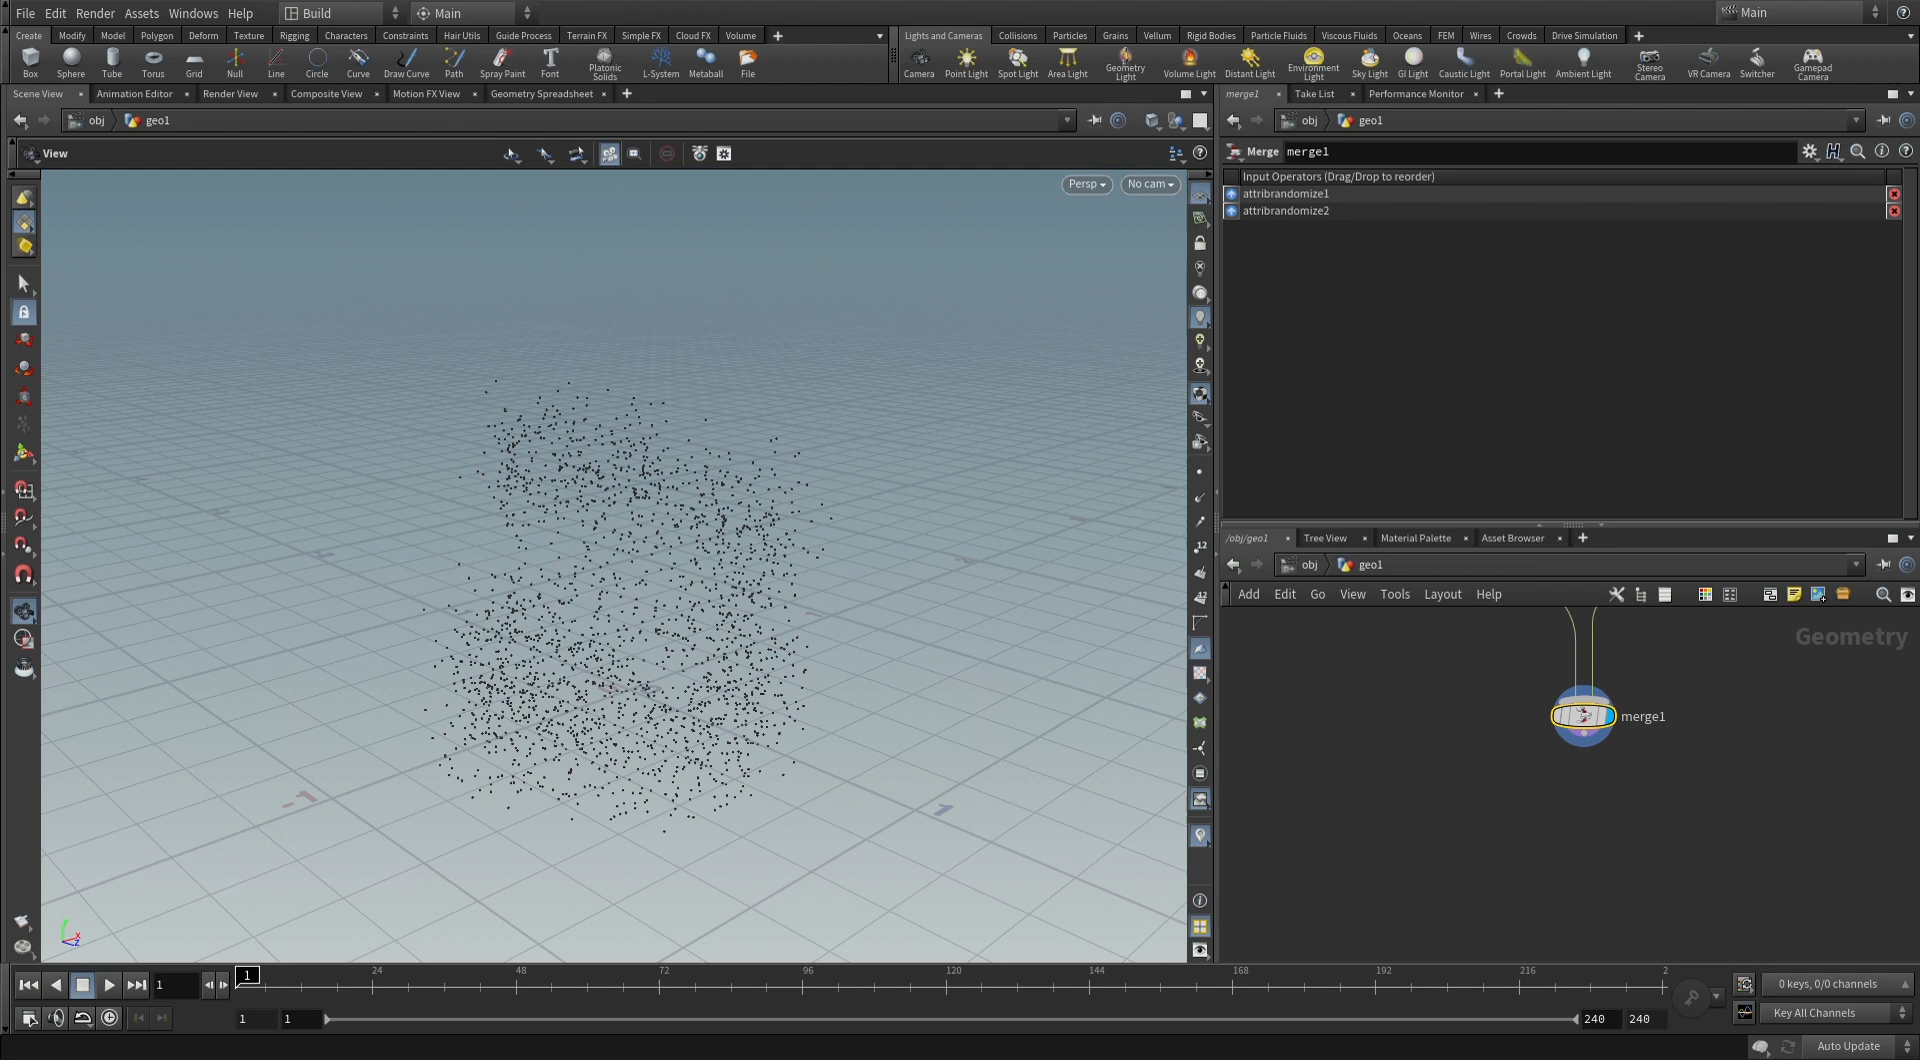 File Edit Render Assets Windows Help Build Main Main
Create Modify Model Polygon Deform Texture Rigging Characters Constraints Hair Utils Guide Process Terrain FX Simple FX Cloud FX Volume Lights and Cameras Collisions Particles Grains Vellum Rigid Bodies Particle Fluids Viscous Fluids Oceans FEM Wires Crowds Drive Simulation
Box Sphere Tube Torus Grid Null Line Circle Curve Draw Curve Path Spray Paint Font Platonic Solids L-System Metaball File Camera Point Light Spot Light Area Light Geometry Light Volume Light Distant Light Environment Light Sky Light GI Light Caustic Light Portal Light Ambient Light Stereo Camera VR Camera Switcher Gamepad Camera
Scene View Animation Editor Render View Composite View Motion FX View Geometry Spreadsheet merge1 Take List Performance Monitor
obj geo1 obj geo1
View Merge merge1
Persp No cam
Input Operators (Drag/Drop to reorder)
attribrandomize1
attribrandomize2
/obj/geo1 Tree View Material Palette Asset Browser
obj geo1
Add Edit Go View Tools Layout Help
12
12
Geometry
merge1
-1 1
1 1 24 48 72 96 120 144 168 192 216 2 0 keys, 0/0 channels
1 1 240 240 Key All Channels
Auto Update